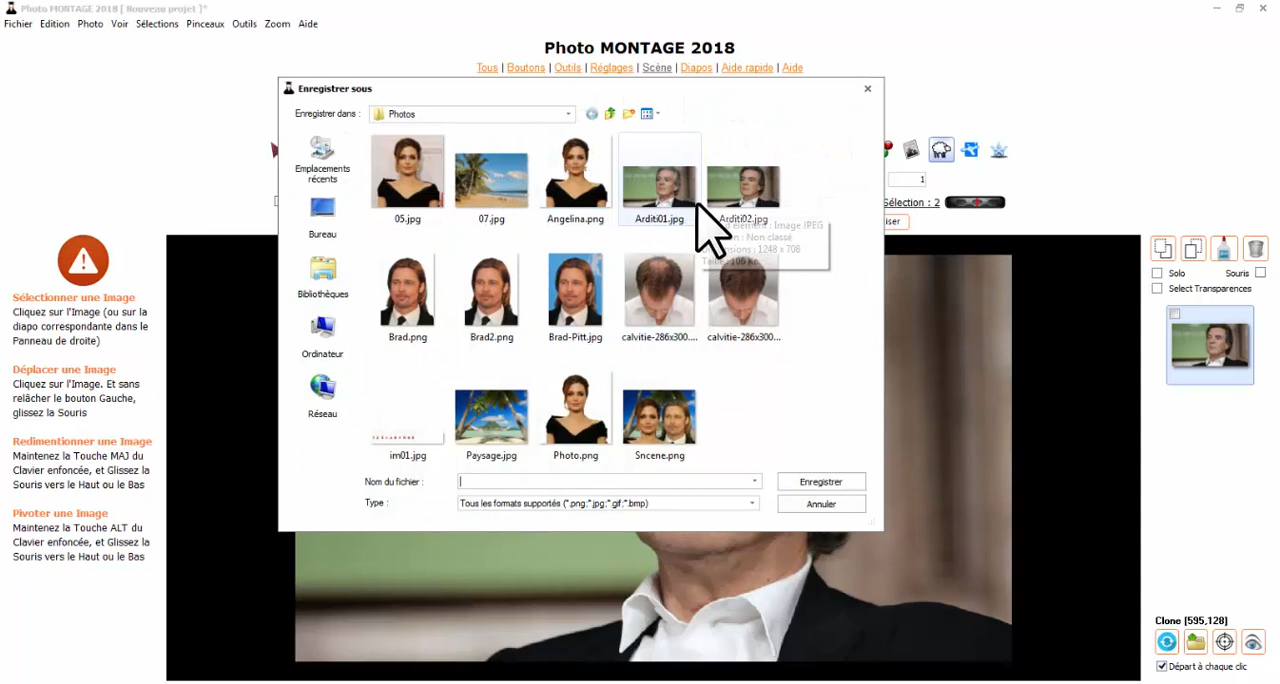 Photo MONTAGE 2018 [ Nouveau projet ]*
Fichier Edition Photo Voir Sélections Pinceaux Outils Zoom Aide
Photo MONTAGE 2018
Tous | Boutons | Outils | Réglages | Scène | Diapos | Aide rapide | Aide
Enregistrer sous
Enregistrer dans : Photos
Emplacements
récents
Bureau
Bibliothèques
Ordinateur
Réseau
05.jpg 07.jpg Angelina.png Arditi01.jpg Arditi02.jpg
élément : Image JPEG
: Non classé
Dimensions : 1248 x 708
Taille : 106 Ko
Brad.png Brad2.png Brad-Pitt.jpg calvitie-286x300.... calvitie-286x300...
im01.jpg Paysage.jpg Photo.png Sncene.png
Nom du fichier : Enregistrer
Type : Tous les formats supportés (*.png;*.jpg;*.gif;*.bmp) Annuler
1
Sélection : 2
iser
Sélectionner une Image
Cliquez sur l'Image (ou sur la
diapo correspondante dans le
Panneau de droite)
Déplacer une Image
Cliquez sur l'Image. Et sans
relâcher le bouton Gauche,
glissez la Souris
Redimentionner une Image
Maintenez la Touche MAJ du
Clavier enfoncée, et Glissez la
Souris vers le Haut ou le Bas
Pivoter une Image
Maintenez la Touche ALT du
Clavier enfoncée, et Glissez la
Souris vers le Haut ou le Bas
Solo Souris
Select Transparences
Clone [595,128]
Départ à chaque clic